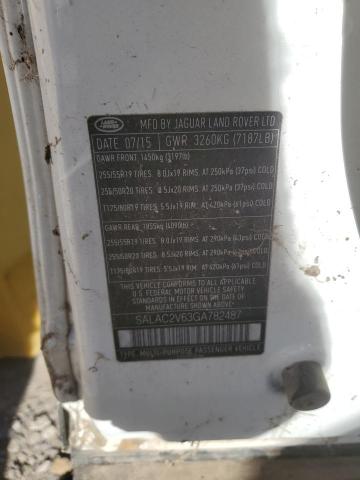 LAND ROVER
MFD BY JAGUAR LAND ROVER LTD
DATE 07/15 GWR 3260KG (7187LB)
GAWR FRONT 1450kg (3197lb)
255/55R19 TIRES 8.0Jx19 RIMS. AT 250kPa (37psi) COLD
255/50R20 TIRES 8.5Jx20 RIMS. AT 250kPa (37psi) COLD
T175/80R19 TIRES 5.5Jx19 RIMS. AT 420kPa (61psi) COLD
GAWR REAR 1855kg (4090lb)
255/55R19 TIRES 8.0Jx19 RIMS. AT 290kPa (42psi) COLD
255/50R20 TIRES 8.5Jx20 RIMS. AT 290kPa COLD
T175/80R19 TIRES 5.5Jx19 RIMS. AT 420kPa (61psi) COLD
THIS VEHICLE CONFORMS TO ALL APPLICABLE
U.S. FEDERAL MOTOR VEHICLE SAFETY
STANDARDS IN EFFECT ON THE DATE OF
MANUFACTURE SHOWN ABOVE.
SALAC2V63GA782487
TYPE: MULTI-PURPOSE PASSENGER VEHICLE